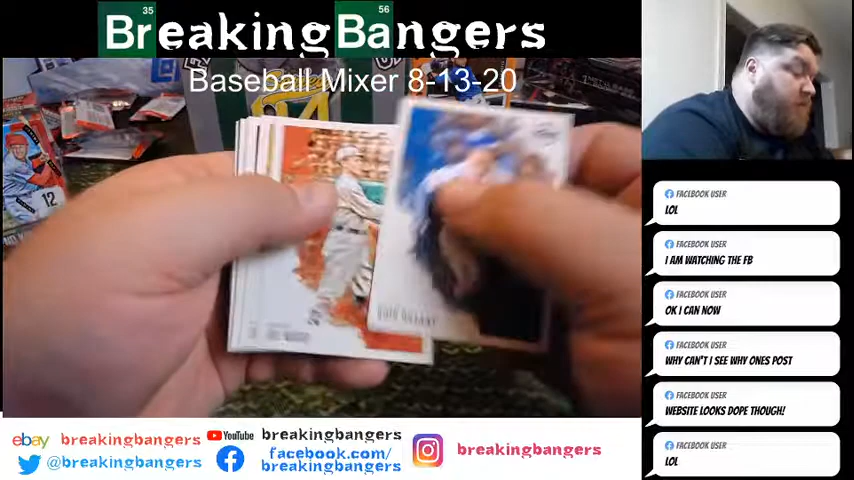 35
56
BreakingBangers
Baseball Mixer 8-13-20
12
FACEBOOK USER
LOL
FACEBOOK USER
I AM WATCHING THE FB
FACEBOOK USER
OK I CAN NOW
FACEBOOK USER
WHY CAN'T I SEE WHY ONES POST
FACEBOOK USER
WEBSITE LOOKS DOPE THOUGH!
FACEBOOK USER
LOL
ebay breakingbangers
YouTube breakingbangers
@breakingbangers
facebook.com/
breakingbangers
breakingbangers